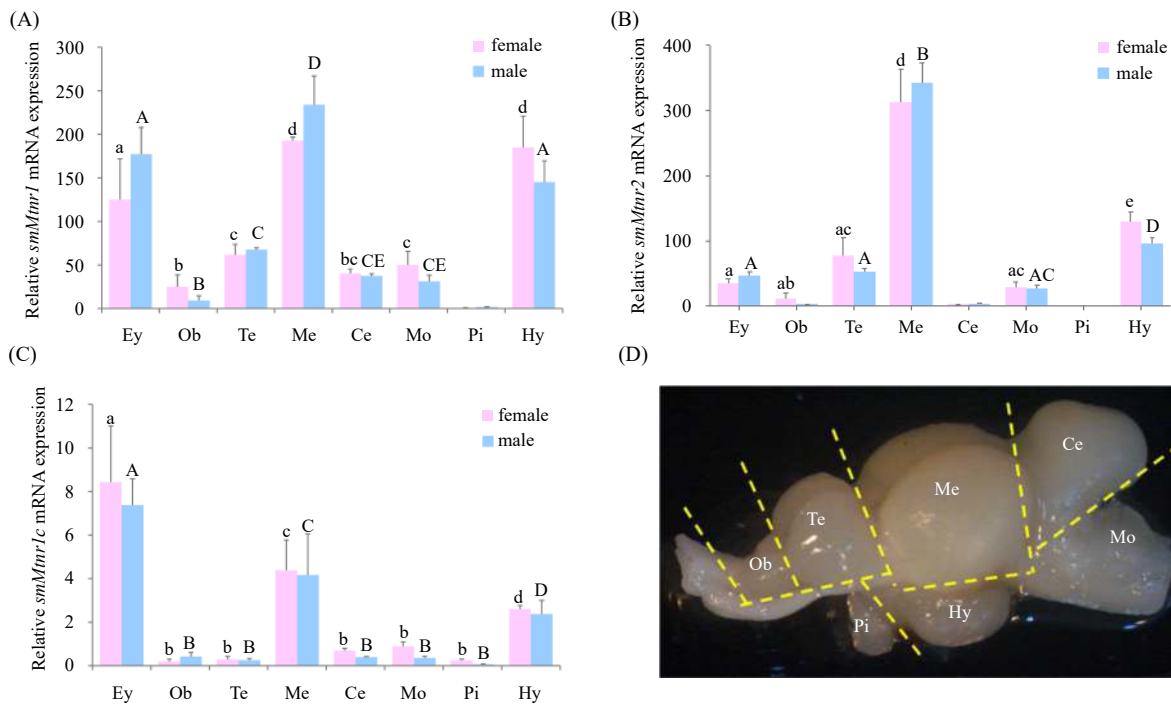 (A)
Relative smMtnr1 mRNA expression
300
250
200
150
100
50
0
female
male
a A
b B
c C
d D
bc CE
c CE
d A
Ey Ob Te Me Ce Mo Pi Hy
(B)
Relative smMtnr2 mRNA expression
400
300
200
100
0
female
male
a A
ab
ac A
d B
ac AC
e D
Ey Ob Te Me Ce Mo Pi Hy
(C)
Relative smMtnr1c mRNA expression
12
10
8
6
4
2
0
female
male
a A
b B
b B
c C
b B
b B
b B
d D
Ey Ob Te Me Ce Mo Pi Hy
(D)
Ob
Te
Me
Ce
Mo
Pi
Hy